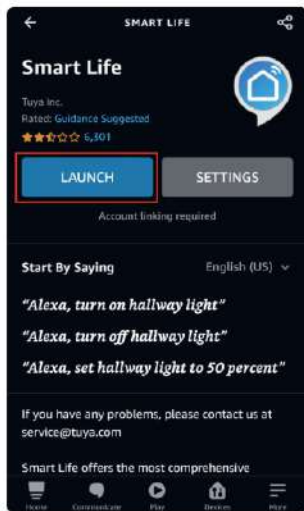 SMART LIFE
Smart Life
Tuya Inc.
Rated: Guidance Suggested
6,301
LAUNCH SETTINGS
Account linking required
Start By Saying English (US)
"Alexa, turn on hallway light"
"Alexa, turn off hallway light"
"Alexa, set hallway light to 50 percent"
If you have any problems, please contact us at
service@tuya.com
Smart Life offers the most comprehensive
Home Communicate Play Devices More